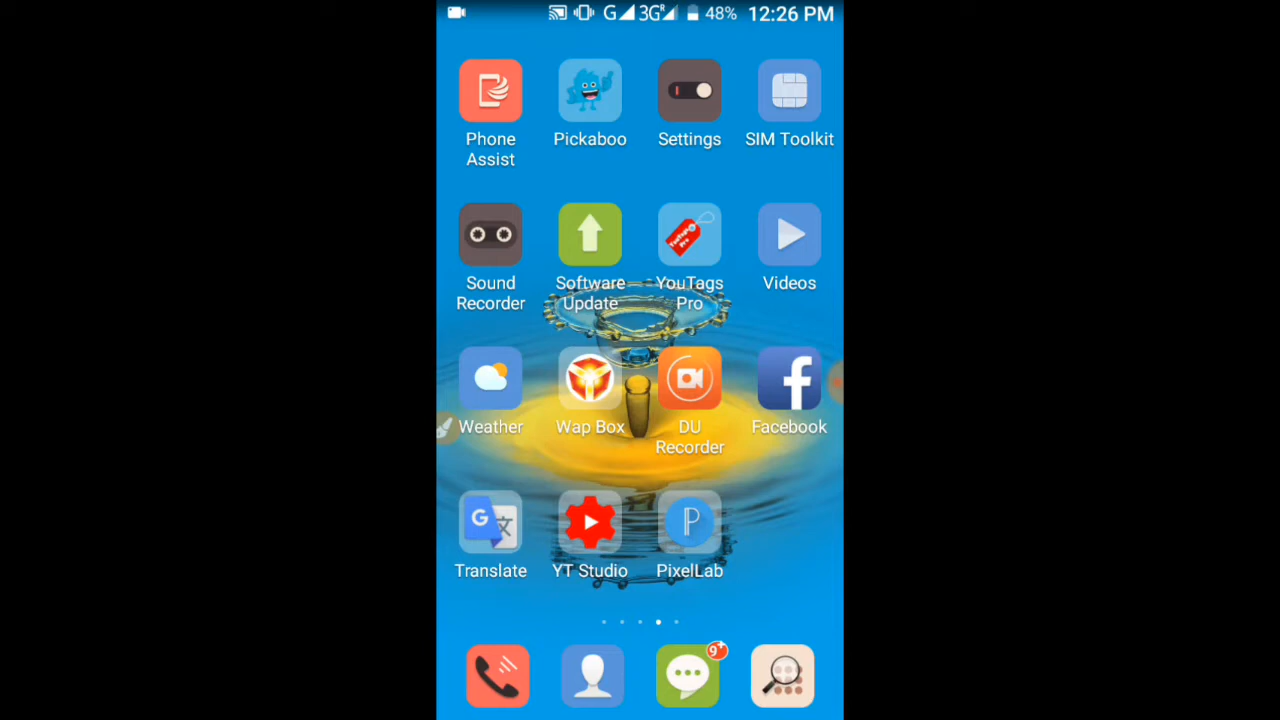 G 3G R 48% 12:26 PM
Phone Assist
Pickaboo
Settings
SIM Toolkit
Sound Recorder
Software Update
YouTags Pro
Videos
Weather
Wap Box
DU Recorder
Facebook
Translate
YT Studio
PixelLab
9+